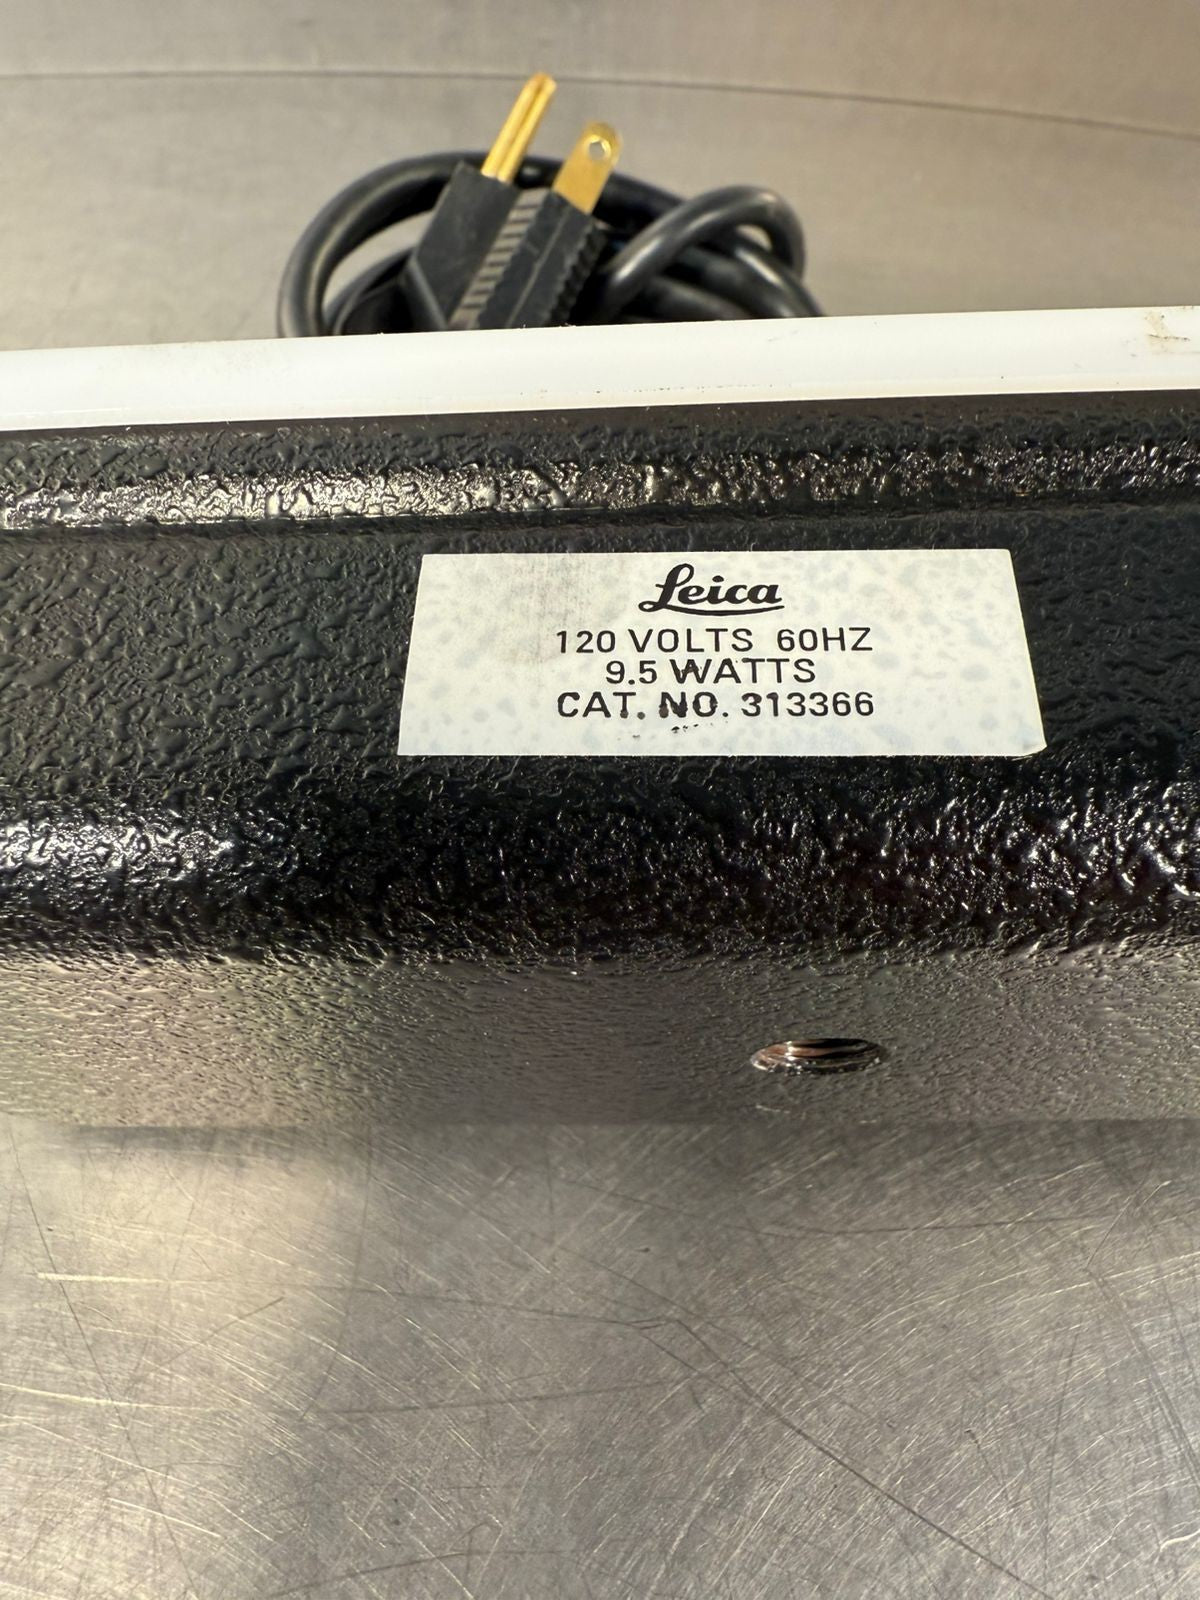 Leica
120 VOLTS 60HZ
9.5 WATTS
CAT. NO. 313366